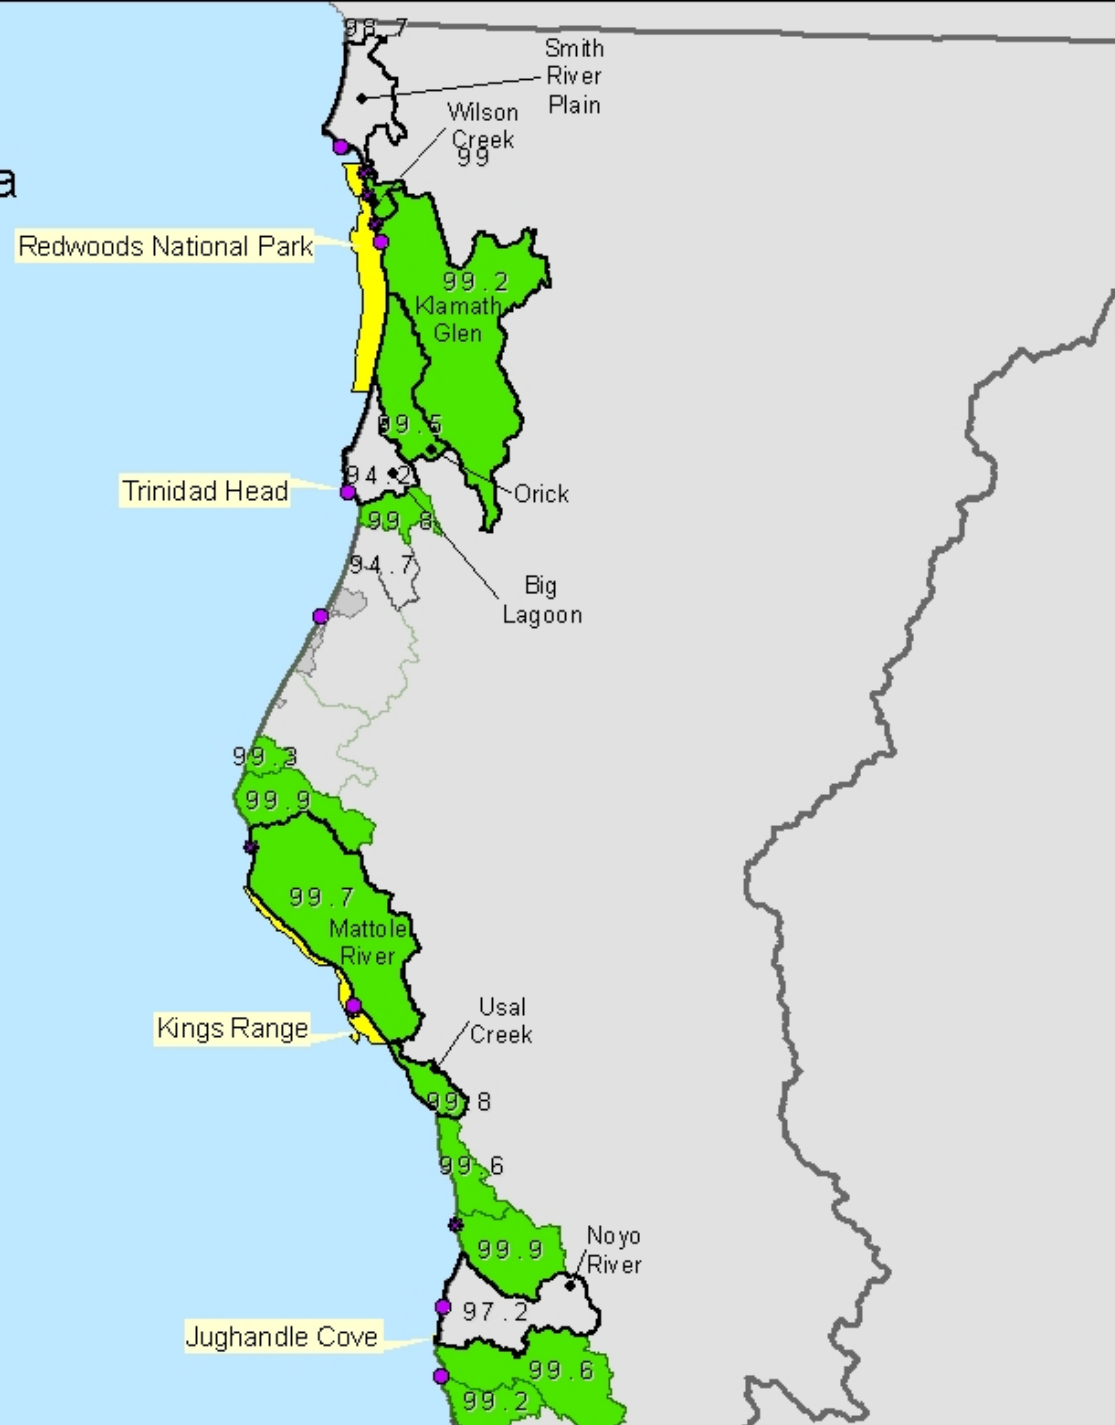 98.7
Smith
River
Plain
Wilson
Creek
99
a
Redwoods National Park
99.2
Klamath
Glen
99.5
94.2
Trinidad Head
Orick
99.8
94.7
Big
Lagoon
99.3
99.9
99.7
Mattole
River
Usal
Creek
Kings Range
99.8
99.6
Noyo
River
99.9
97.2
Jughandle Cove
99.6
99.2